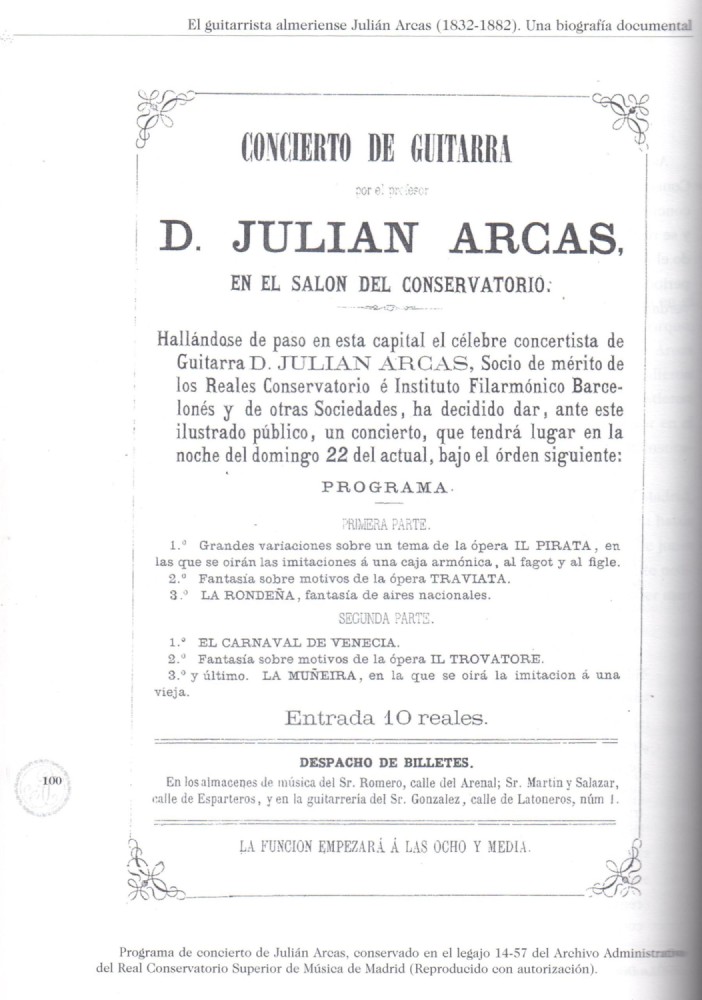 El guitarrista almeriense Julián Arcas (1832-1882). Una biografía documental
CONCIERTO DE GUITARRA
por el profesor
D. JULIAN ARCAS,
EN EL SALON DEL CONSERVATORIO.
Hallándose de paso en esta capital el célebre concertista de
Guitarra D. JULIAN ARCAS, Socio de mérito de
los Reales Conservatorio é Instituto Filarmónico Barce-
lonés y de otras Sociedades, ha decidido dar, ante este
ilustrado público, un concierto, que tendrá lugar en la
noche del domingo 22 del actual, bajo el órden siguiente:
PROGRAMA.
PRIMERA PARTE.
1.º Grandes variaciones sobre un tema de la ópera IL PIRATA, en
las que se oirán las imitaciones á una caja armónica, al fagot y al figle.
2.º Fantasía sobre motivos de la ópera TRAVIATA.
3.º LA RONDEÑA, fantasía de aires nacionales.
SEGUNDA PARTE.
1.º EL CARNAVAL DE VENECIA.
2.º Fantasía sobre motivos de la ópera IL TROVATORE.
3.º y último. LA MUÑEIRA, en la que se oirá la imitacion á una
vieja.
Entrada 10 reales.
DESPACHO DE BILLETES.
En los almacenes de música del Sr. Romero, calle del Arenal; Sr. Martin y Salazar,
calle de Esparteros, y en la guitarrería del Sr. Gonzalez, calle de Latoneros, núm 1.
LA FUNCION EMPEZARÁ Á LAS OCHO Y MEDIA.
100
Programa de concierto de Julián Arcas, conservado en el legajo 14-57 del Archivo Administrativo
del Real Conservatorio Superior de Música de Madrid (Reproducido con autorización).